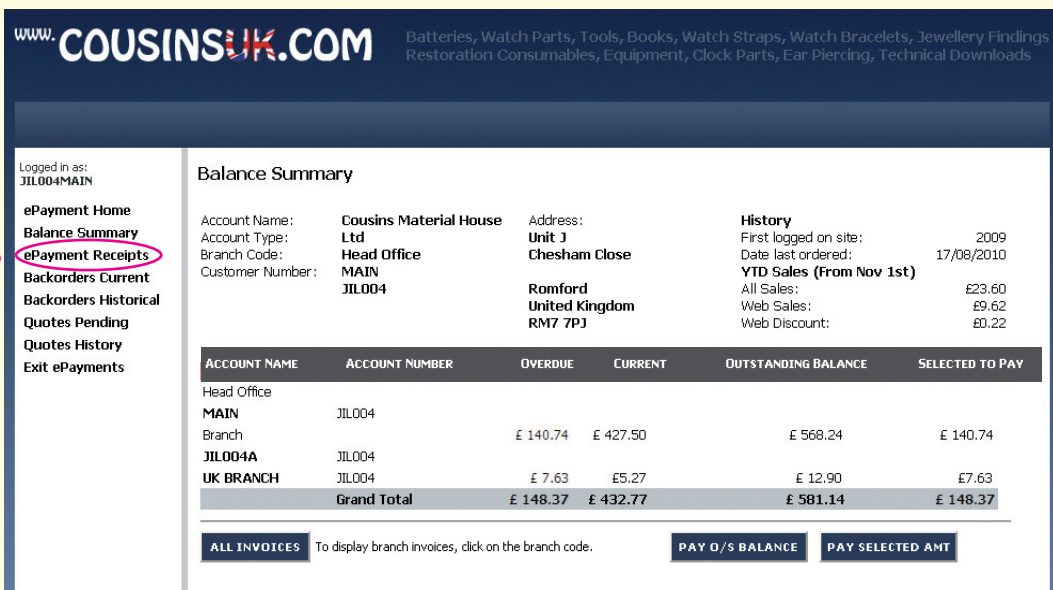 www.COUSINSUK.COM
Batteries, Watch Parts, Tools, Books, Watch Straps, Watch Bracelets, Jewellery Findings
Restoration Consumables, Equipment, Clock Parts, Ear Piercing, Technical Downloads
Logged in as:
JIL004MAIN
ePayment Home
Balance Summary
ePayment Receipts
Backorders Current
Backorders Historical
Quotes Pending
Quotes History
Exit ePayments
Balance Summary
Account Name: Cousins Material House Address: History
Account Type: Ltd Unit J First logged on site: 2009
Branch Code: Head Office Chesham Close Date last ordered: 17/08/2010
Customer Number: MAIN YTD Sales (From Nov 1st)
JIL004 Romford All Sales: £23.60
United Kingdom Web Sales: £9.62
RM7 7PJ Web Discount: £0.22
ACCOUNT NAME ACCOUNT NUMBER OVERDUE CURRENT OUTSTANDING BALANCE SELECTED TO PAY
Head Office
MAIN JIL004
Branch £ 140.74 £ 427.50 £ 568.24 £ 140.74
JIL004A JIL004
UK BRANCH JIL004 £ 7.63 £5.27 £ 12.90 £7.63
Grand Total £ 148.37 £ 432.77 £ 581.14 £ 148.37
ALL INVOICES To display branch invoices, click on the branch code. PAY O/S BALANCE PAY SELECTED AMT